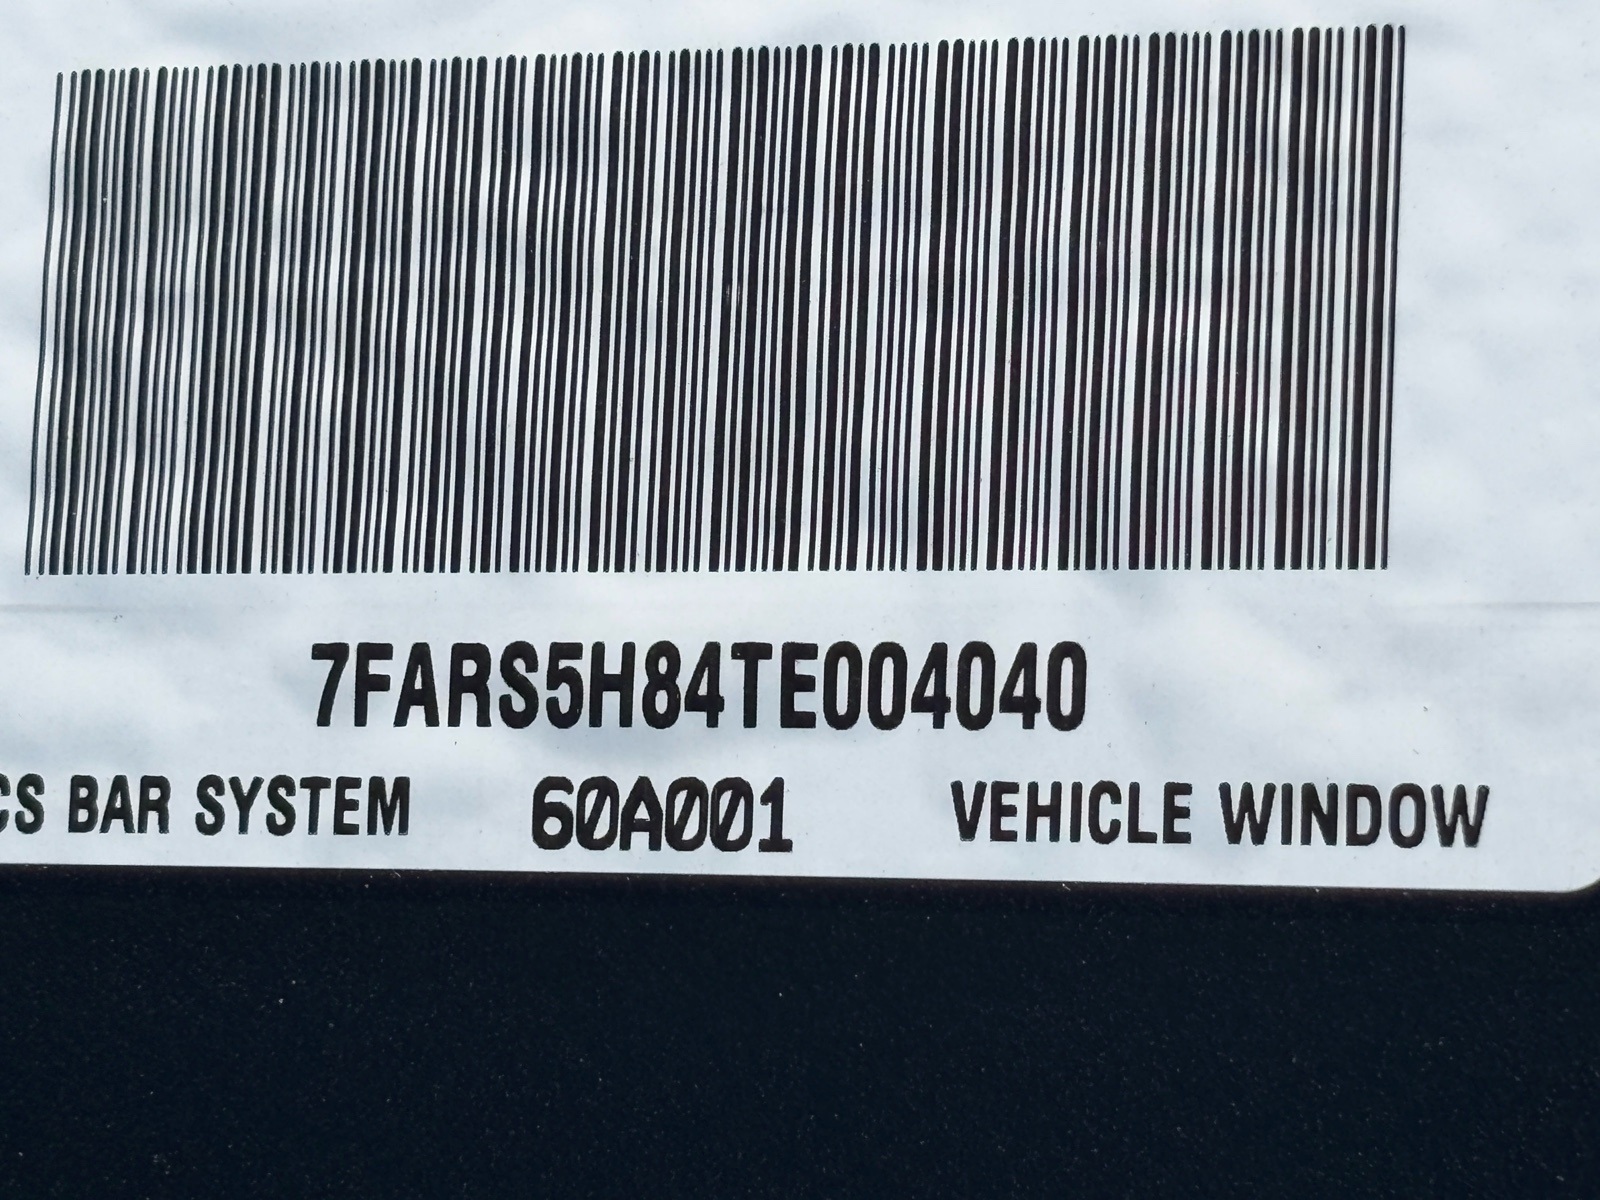 7FARS5H84TE004040
CS BAR SYSTEM 60A001 VEHICLE WINDOW